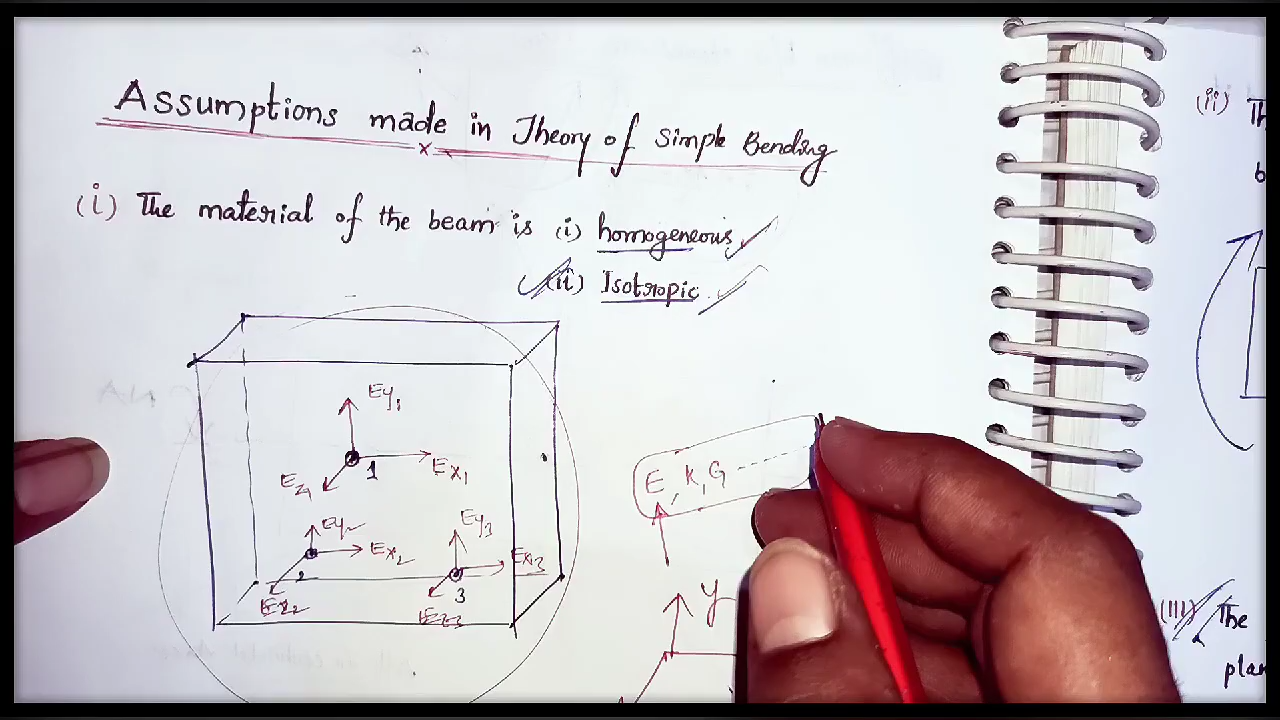 Assumptions made in Theory of Simple Bending
x
(i) The material of the beam is (i) homogeneous
(ii) Isotropic
Ey1
Ex1
Ez1
1
Ey2
Ex2
Ez2
2
Ey3
Ex3
Ez3
3
E, K, G
y
(ii)
(III) The